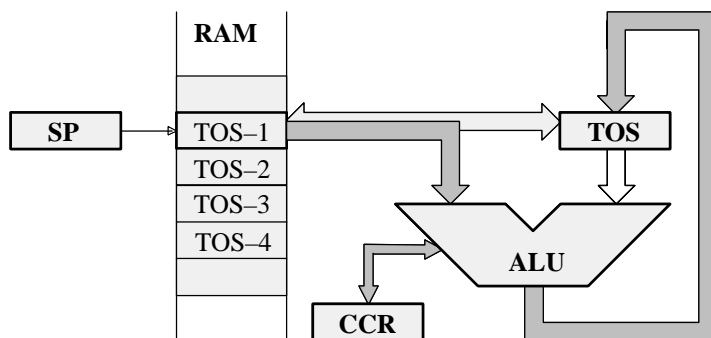 RAM
SP
TOS–1
TOS
TOS–2
TOS–3
TOS–4
ALU
CCR